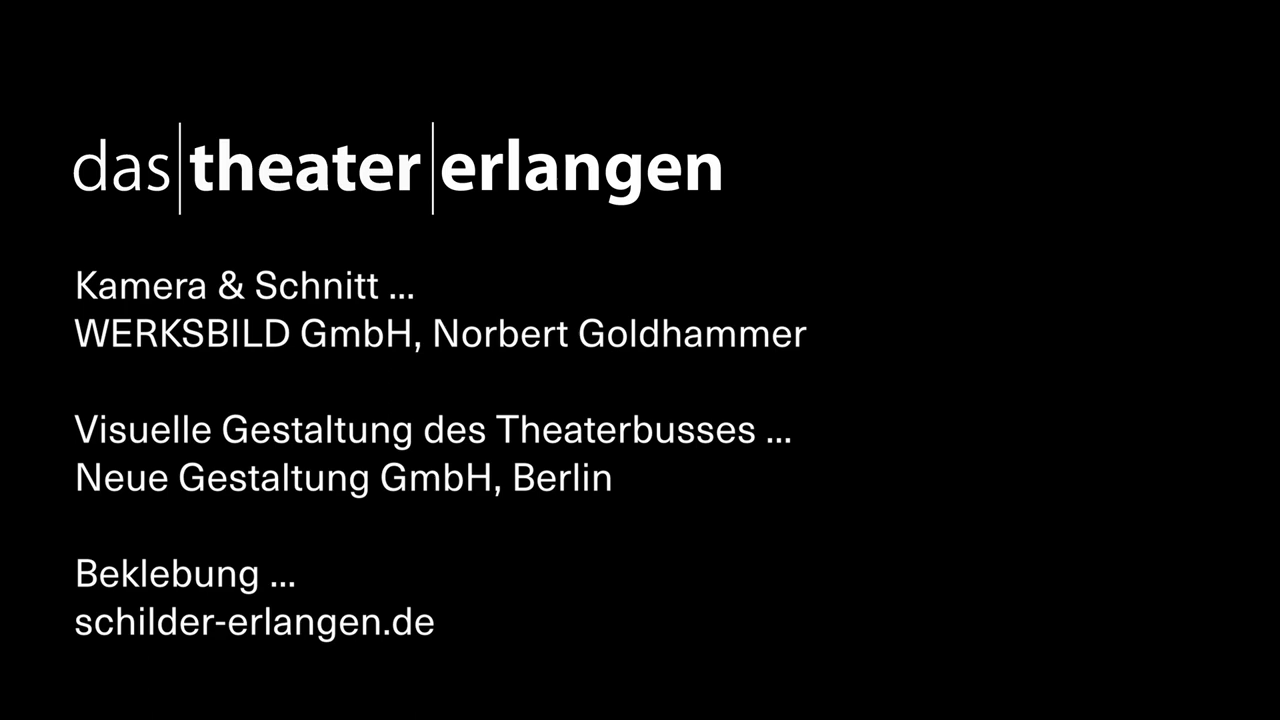 das|theater|erlangen
Kamera & Schnitt ...
WERKSBILD GmbH, Norbert Goldhammer
Visuelle Gestaltung des Theaterbusses ...
Neue Gestaltung GmbH, Berlin
Beklebung ...
schilder-erlangen.de